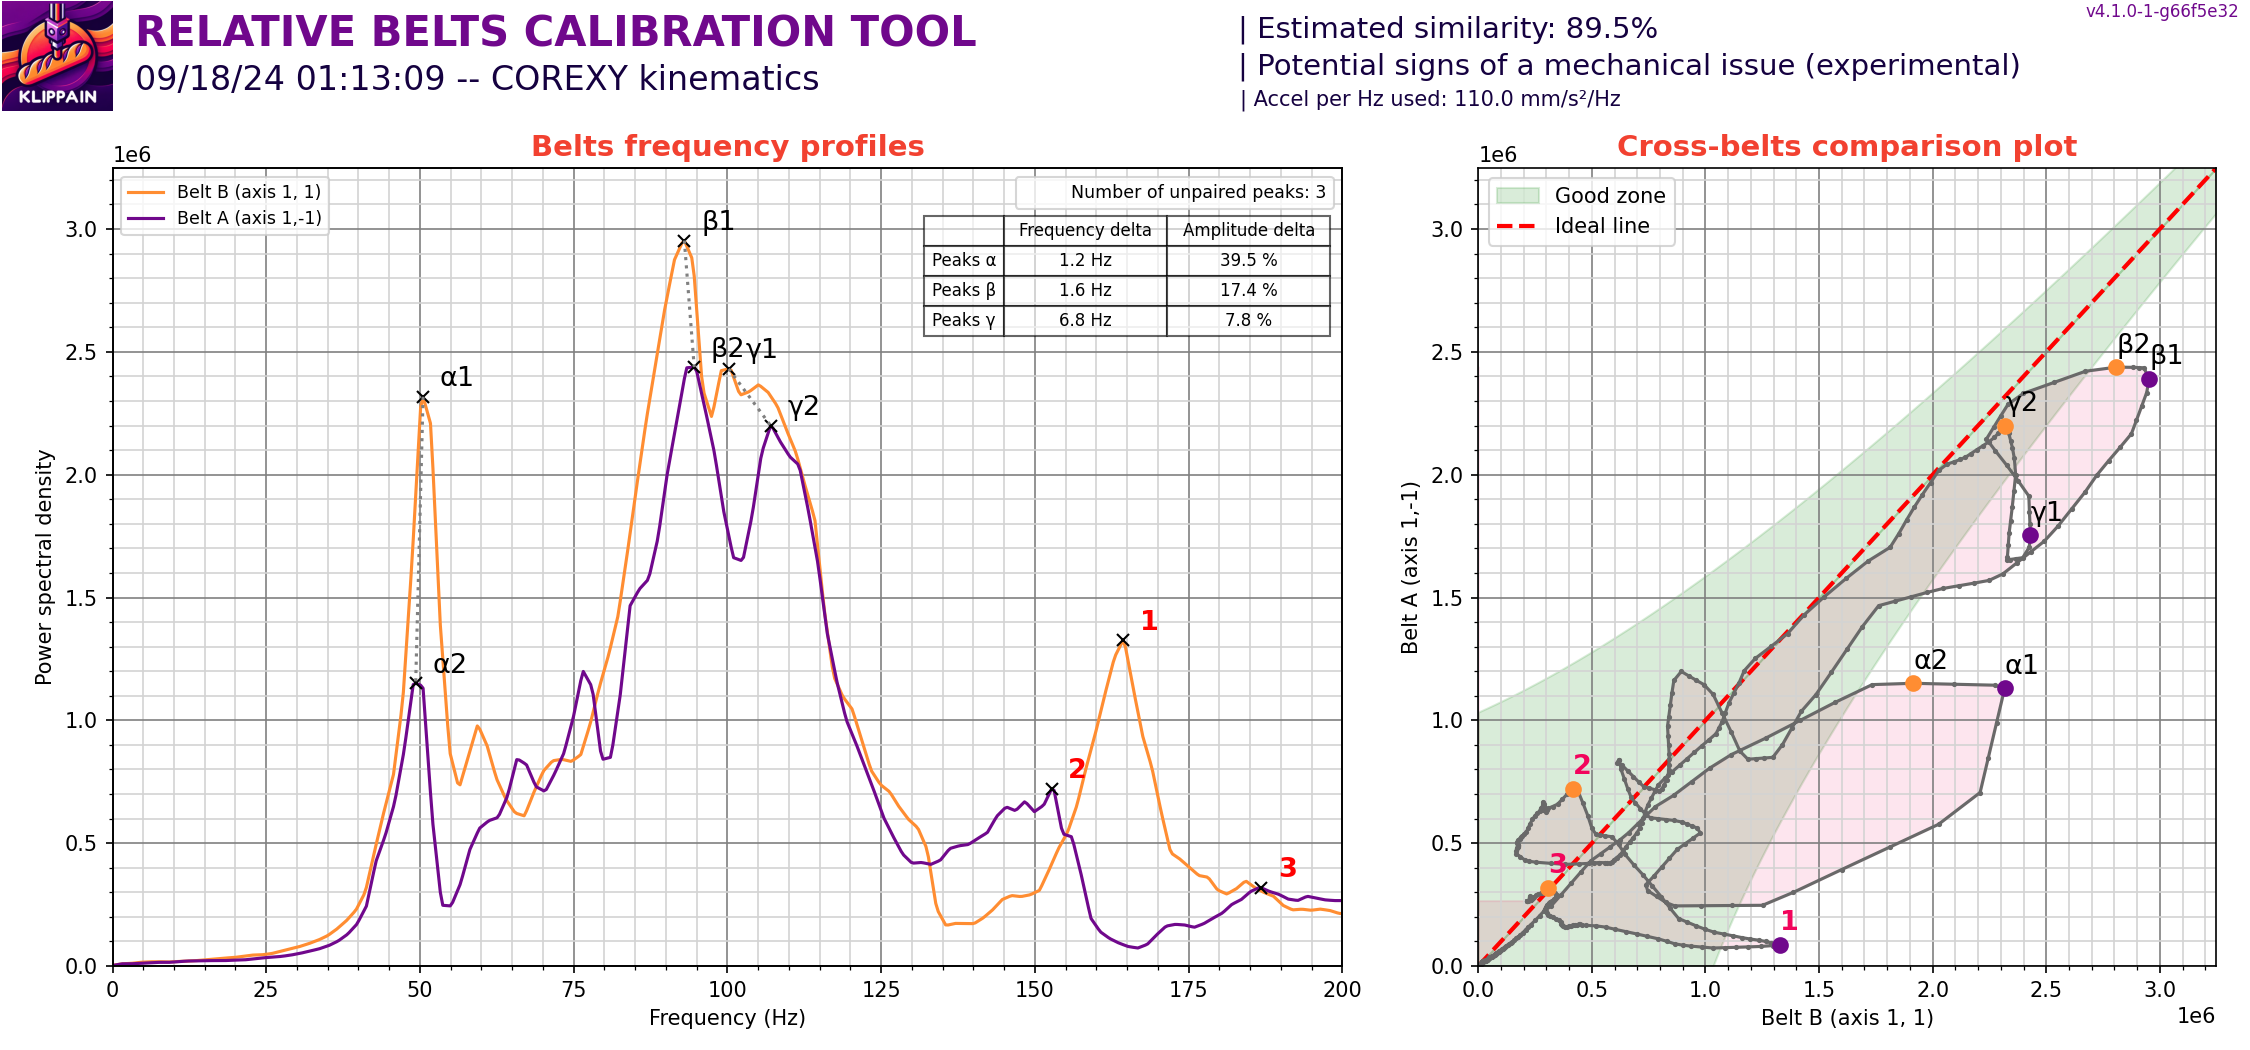 v4.1.0-1-g66f5e32
RELATIVE BELTS CALIBRATION TOOL
09/18/24 01:13:09 -- COREXY kinematics
KLIPPAIN
| Estimated similarity: 89.5%
| Potential signs of a mechanical issue (experimental)
| Accel per Hz used: 110.0 mm/s²/Hz
Belts frequency profiles
1e6
Belt B (axis 1, 1)
Belt A (axis 1,-1)
Number of unpaired peaks: 3
Frequency delta Amplitude delta
Peaks α 1.2 Hz 39.5 %
Peaks β 1.6 Hz 17.4 %
Peaks γ 6.8 Hz 7.8 %
β1
β2 γ1
γ2
α1
α2
1
2
3
3.0
2.5
2.0
1.5
1.0
0.5
0.0
Power spectral density
0 25 50 75 100 125 150 175 200
Frequency (Hz)
Cross-belts comparison plot
1e6
Good zone
Ideal line
β2 β1
γ2
γ1
α2 α1
2
3
1
3.0
2.5
2.0
1.5
1.0
0.5
0.0
Belt A (axis 1,-1)
0.0 0.5 1.0 1.5 2.0 2.5 3.0
Belt B (axis 1, 1)
1e6